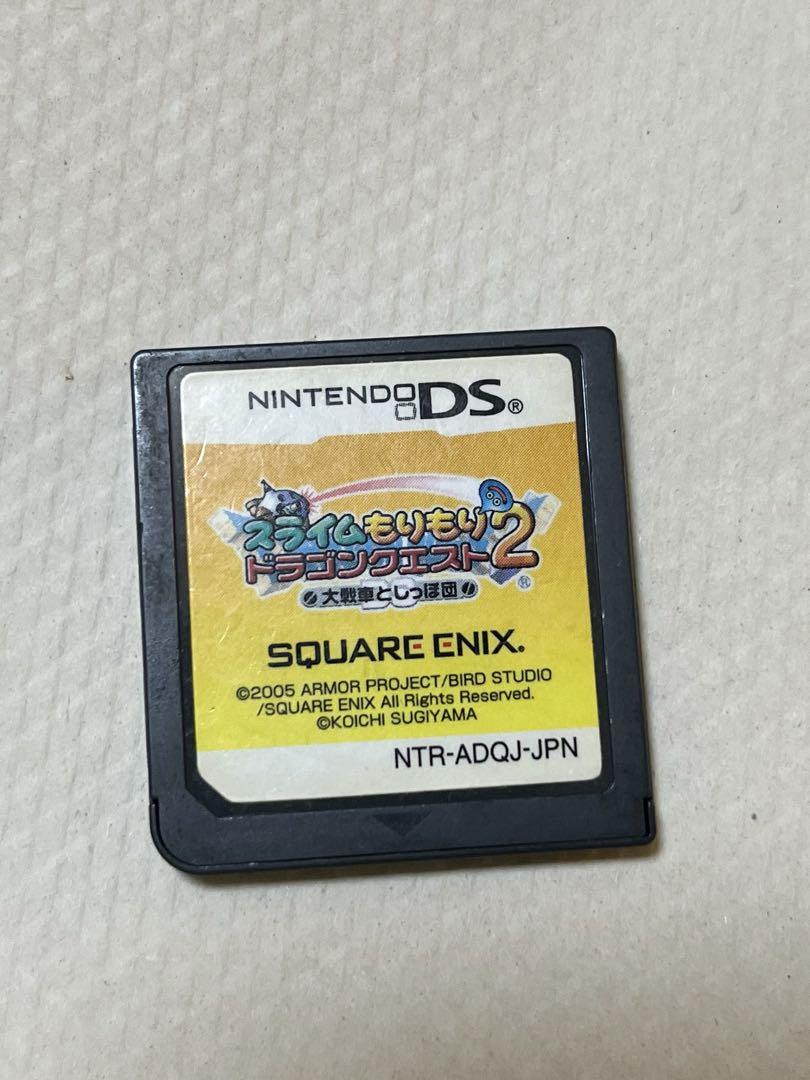 NINTENDO DS®
スライムもりもり
ドラゴンクエスト2
大戦車としっぽ団
SQUARE ENIX.
©2005 ARMOR PROJECT/BIRD STUDIO
/SQUARE ENIX All Rights Reserved.
©KOICHI SUGIYAMA
NTR-ADQJ-JPN